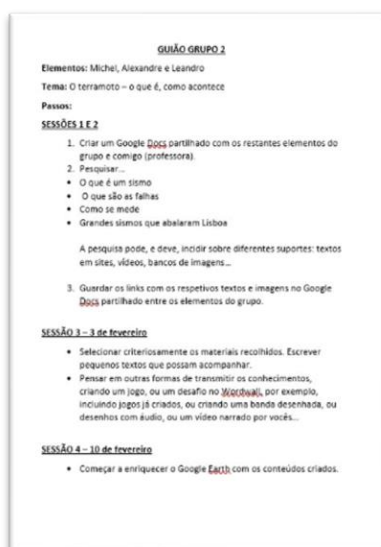 GUIÃO GRUPO 2
Elementos: Michel, Alexandre e Leandro
Tema: O terramoto – o que é, como acontece
Passos:
SESSÕES 1 E 2
1. Criar um Google Docs partilhado com os restantes elementos do
grupo e comigo (professora).
2. Pesquisar...
• O que é um sismo
• O que são as falhas
• Como se mede
• Grandes sismos que abalaram Lisboa
A pesquisa pode, e deve, incidir sobre diferentes suportes: textos
em sites, vídeos, bancos de imagens...
3. Guardar os links com os respetivos textos e imagens no Google
Docs partilhado entre os elementos do grupo.
SESSÃO 3 – 3 de fevereiro
• Selecionar criteriosamente os materiais recolhidos. Escrever
pequenos textos que possam acompanhar.
• Pensar em outras formas de transmitir os conhecimentos,
criando um jogo, ou um desafio no Wordwall, por exemplo,
incluindo jogos já criados, ou criando uma banda desenhada, ou
desenhos com áudio, ou um vídeo narrado por vocês...
SESSÃO 4 – 10 de fevereiro
• Começar a enriquecer o Google Earth com os conteúdos criados.